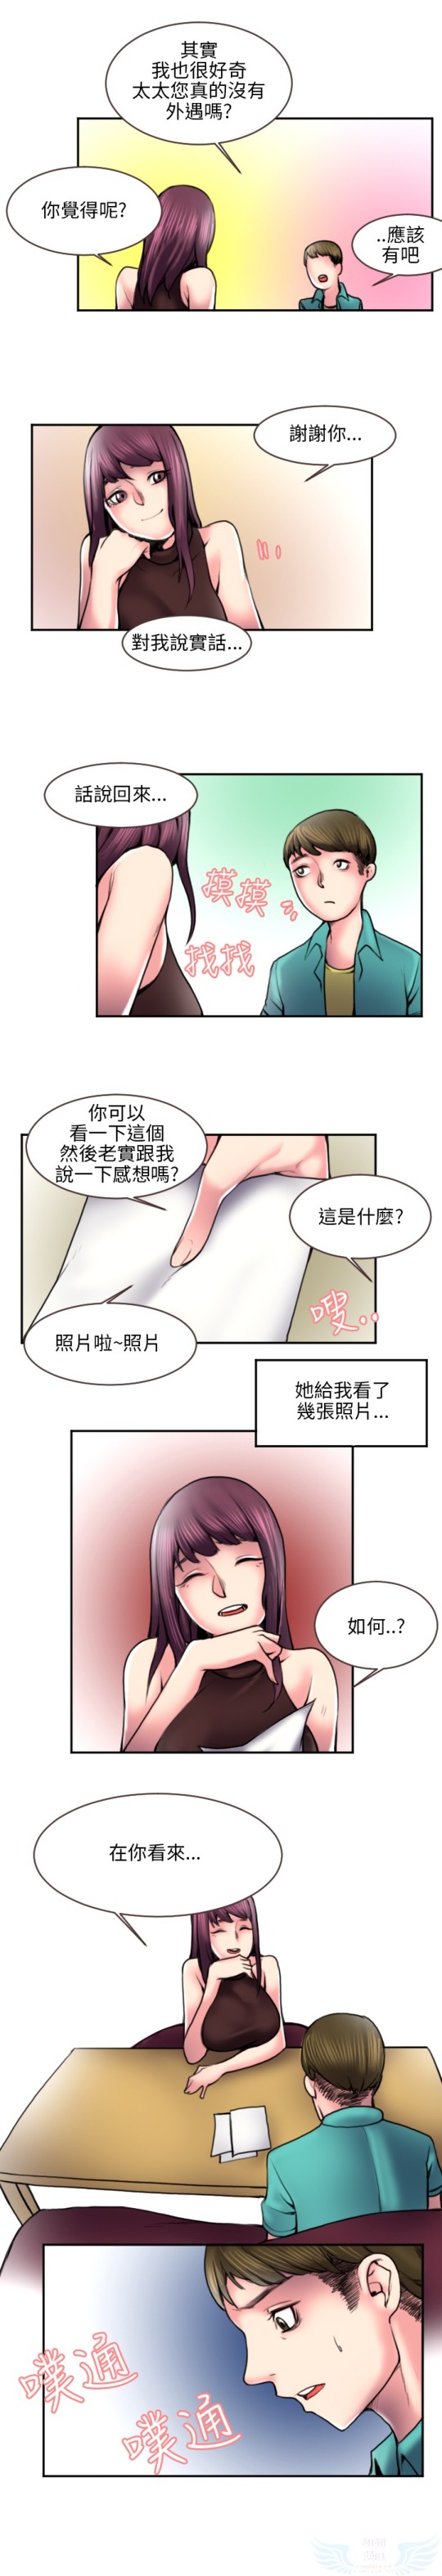 其實
我也很好奇
太太您真的沒有
外遇嗎?
你覺得呢?
..應該
有吧
謝謝你...
對我說實話...
話說回來...
摸摸
找找
你可以
看一下這個
然後老實跟我
說一下感想嗎?
這是什麼?
嗖..
照片啦~照片
她給我看了
幾張照片...
如何..?
在你看來...
噗通
噗通